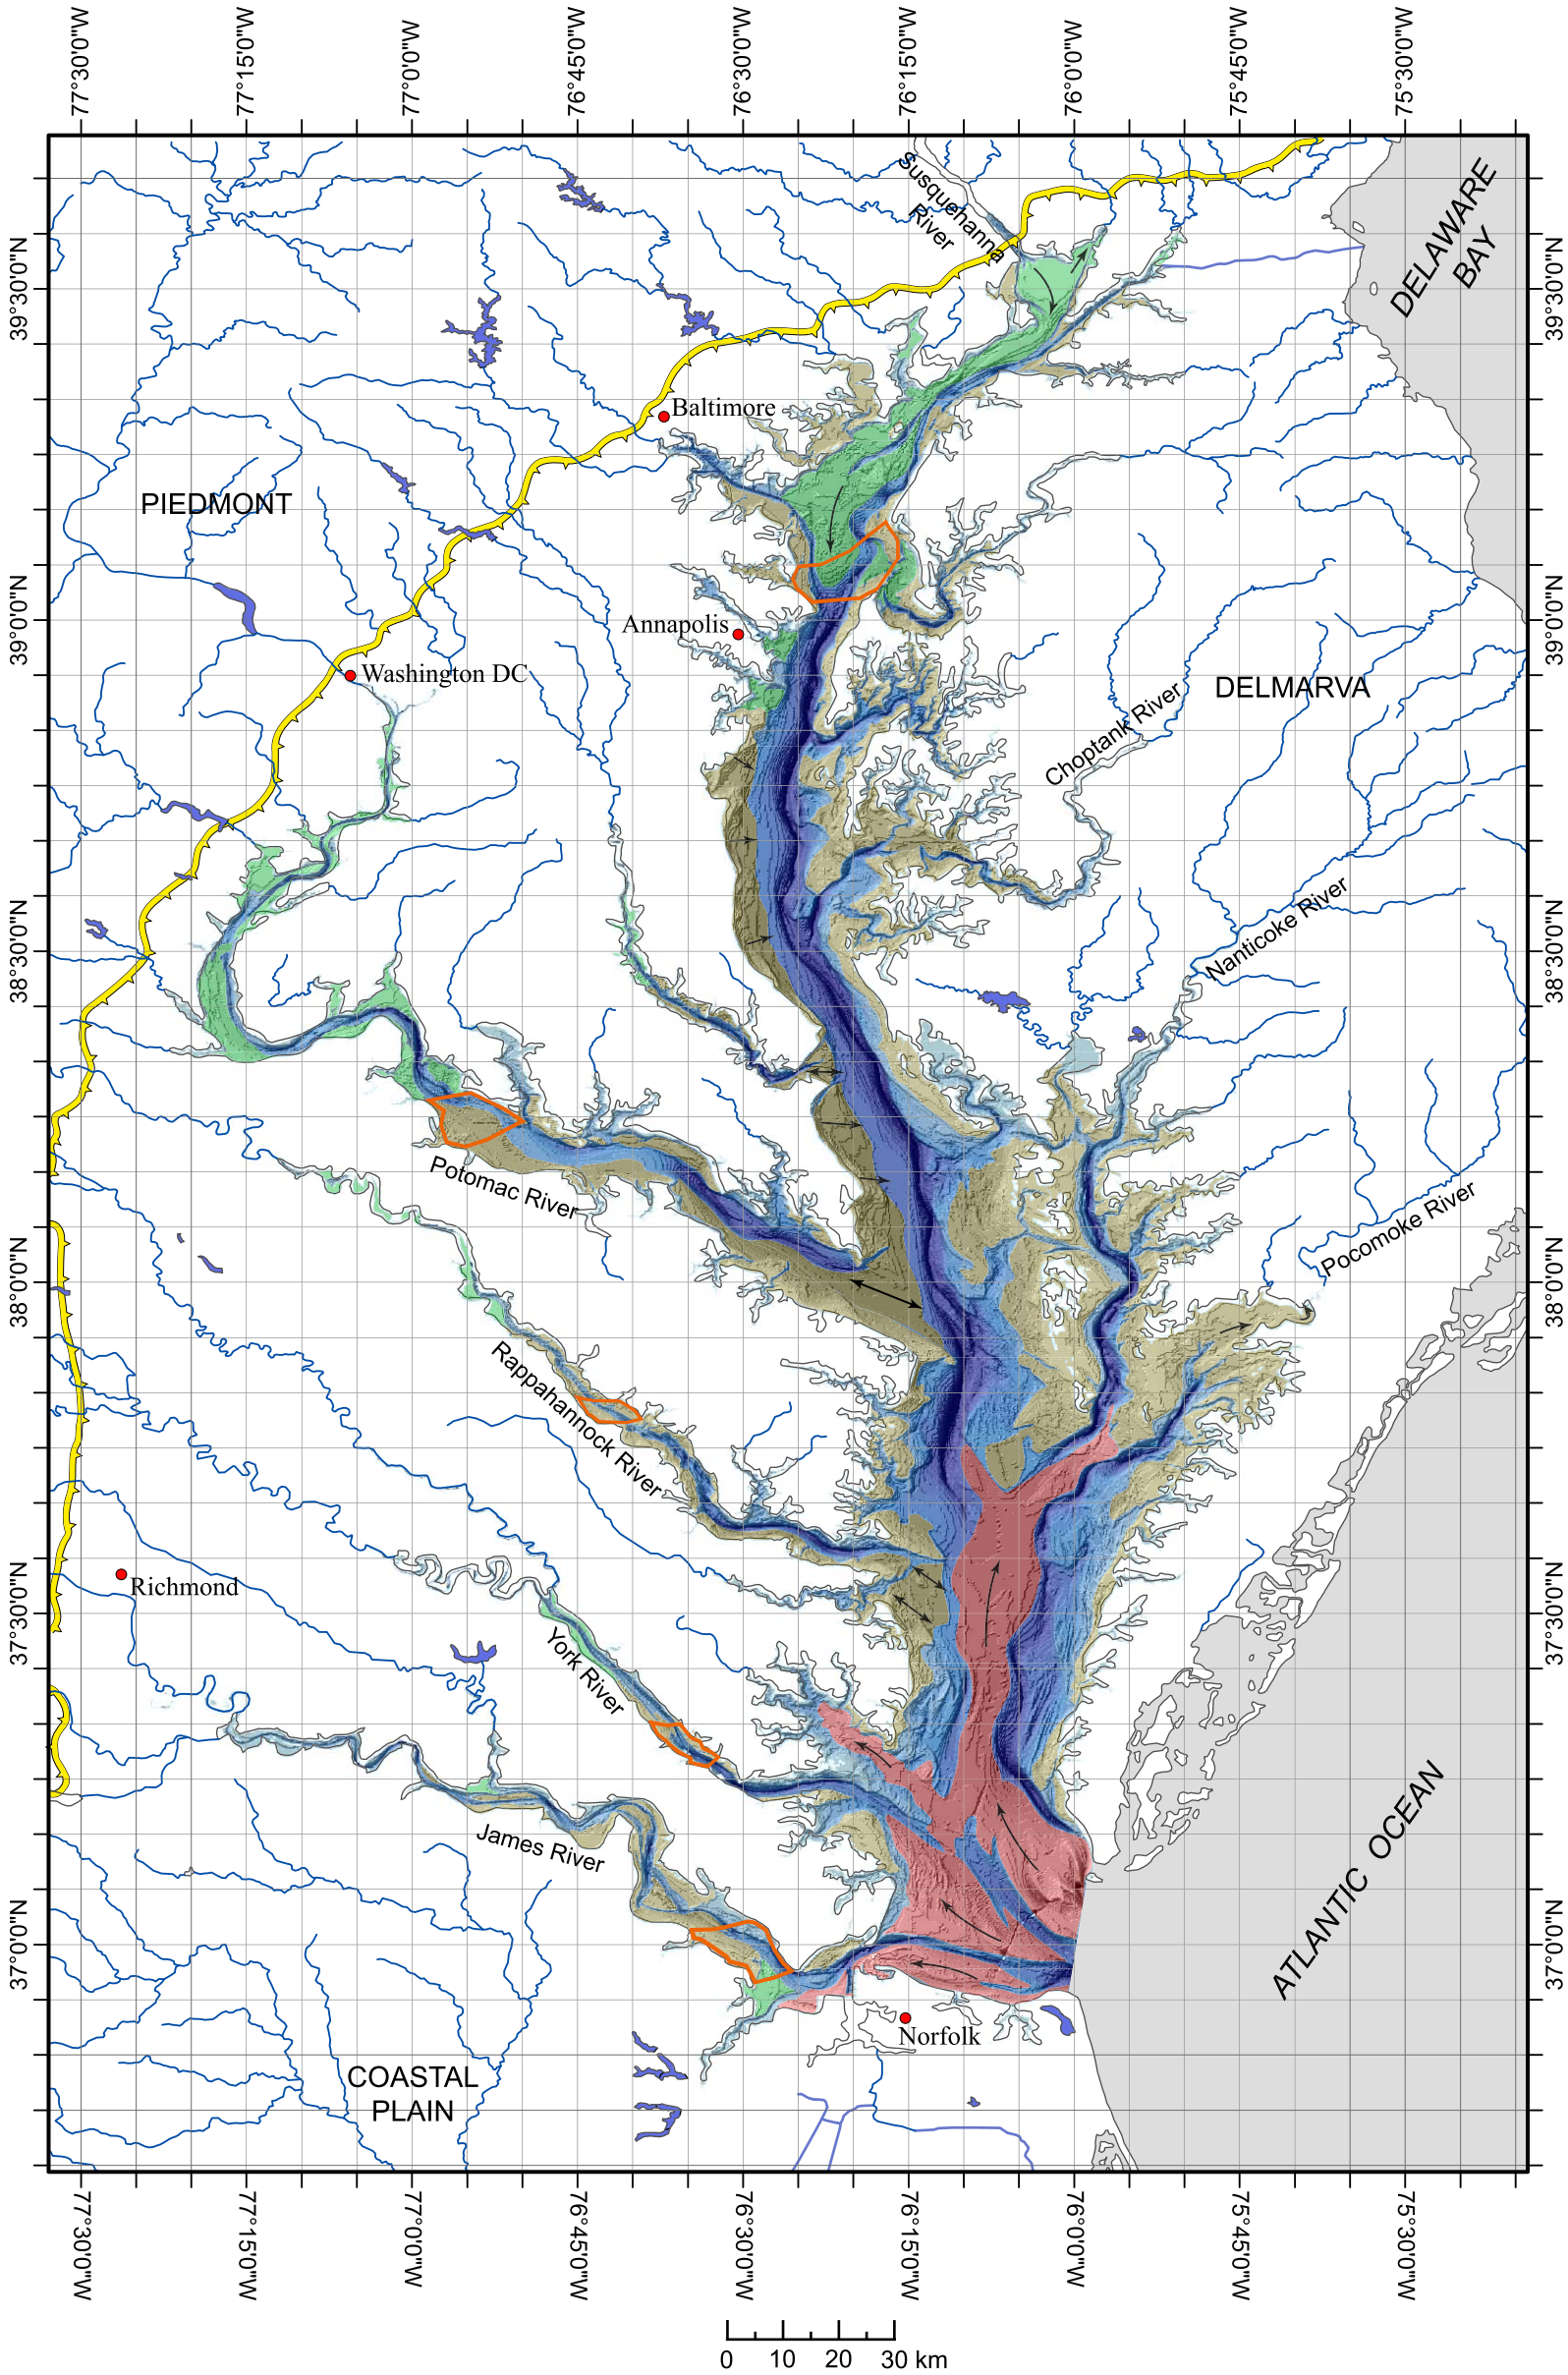 77°30'0"W
77°15'0"W
77°0'0"W
76°45'0"W
76°30'0"W
76°15'0"W
76°0'0"W
75°45'0"W
75°30'0"W
Susquehanna
River
DELAWARE
BAY
39°30'0"N
39°30'0"N
Baltimore
PIEDMONT
39°0'0"N
39°0'0"N
Annapolis
Washington DC
DELMARVA
Choptank River
Nanticoke River
38°30'0"N
38°30'0"N
Potomac River
Pocomoke River
38°0'0"N
38°0'0"N
Rappahannock River
Richmond
37°30'0"N
37°30'0"N
York River
James River
ATLANTIC OCEAN
37°0'0"N
37°0'0"N
Norfolk
COASTAL
PLAIN
77°30'0"W
77°15'0"W
77°0'0"W
76°45'0"W
76°30'0"W
76°15'0"W
76°0'0"W
75°45'0"W
75°30'0"W
0 10 20 30 km